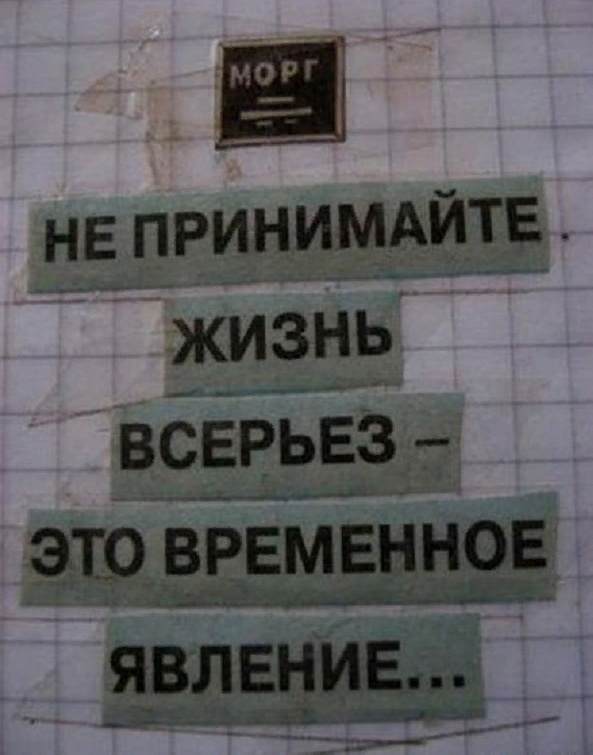 МОРГ
НЕ ПРИНИМАЙТЕ
ЖИЗНЬ
ВСЕРЬЕЗ –
ЭТО ВРЕМЕННОЕ
ЯВЛЕНИЕ...